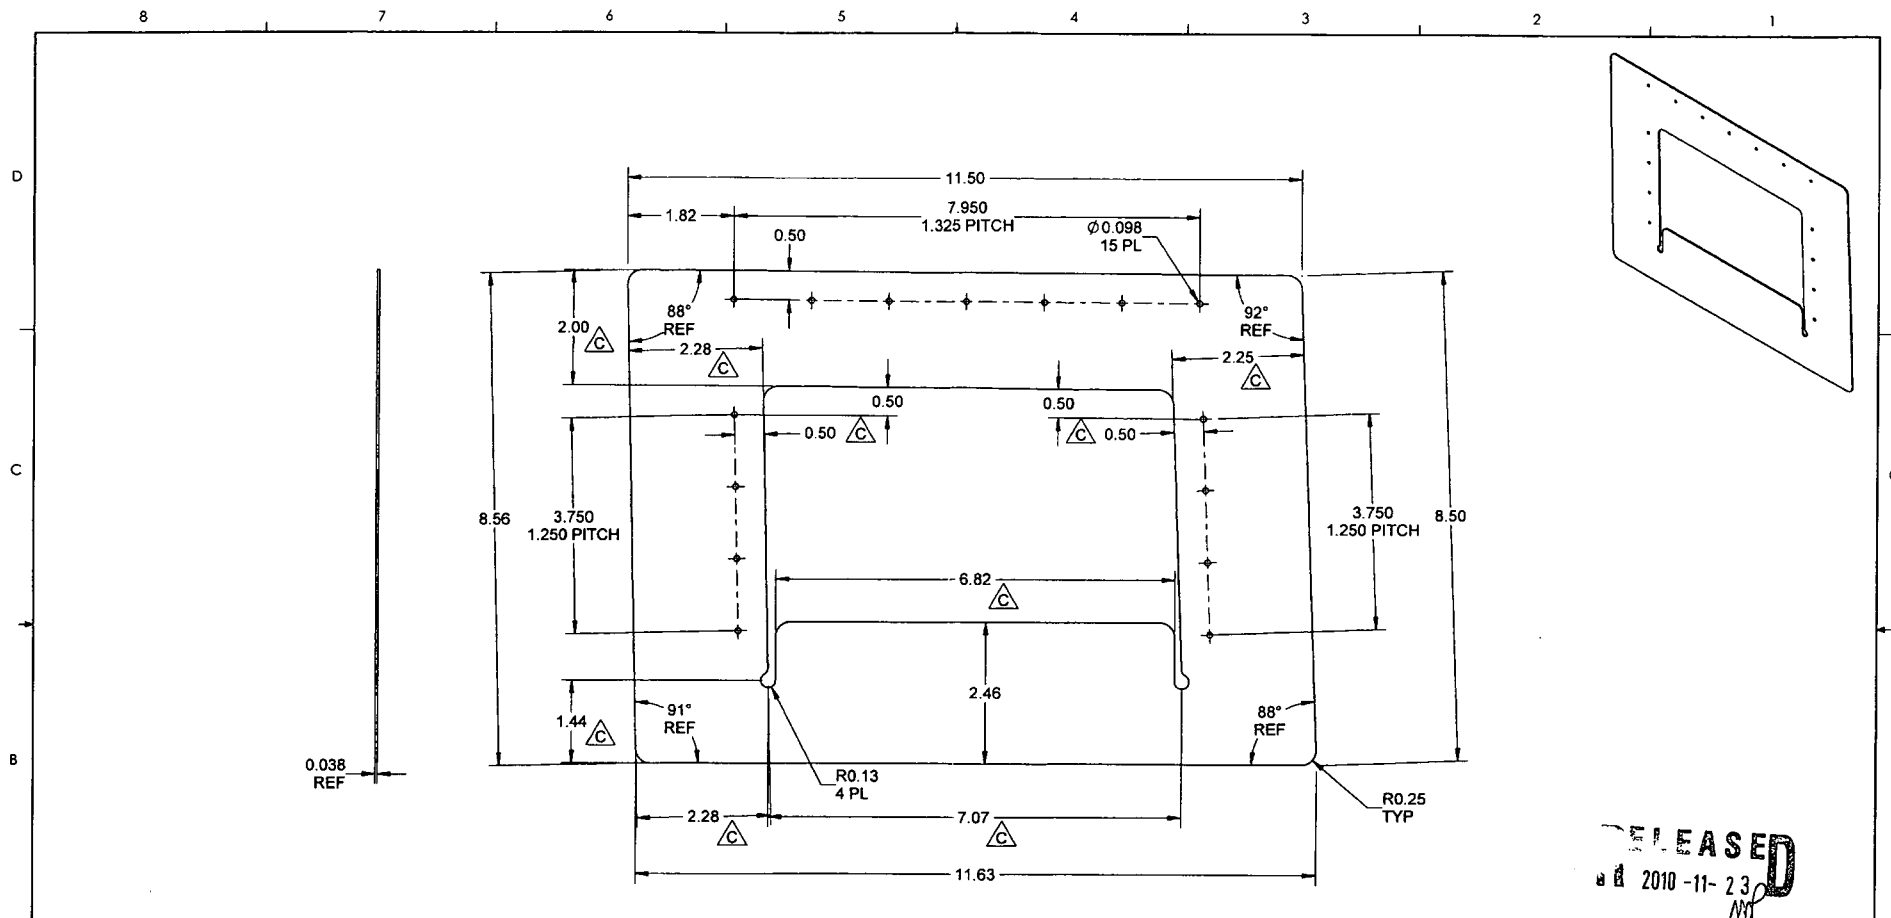 8 7 6 5 4 3 2 1
D
11.50
1.82
7.950
1.325 PITCH
0.50
Ø0.098
15 PL
88°
REF
92°
REF
2.00
C
2.28
C
2.25
C
0.50
0.50
0.50
C
C
0.50
C
8.56
3.750
1.250 PITCH
3.750
1.250 PITCH
8.50
6.82
C
2.46
91°
REF
88°
REF
1.44
C
B
0.038
REF
R0.13
4 PL
R0.25
TYP
2.28
C
7.07
C
11.63
2010-11-23
D